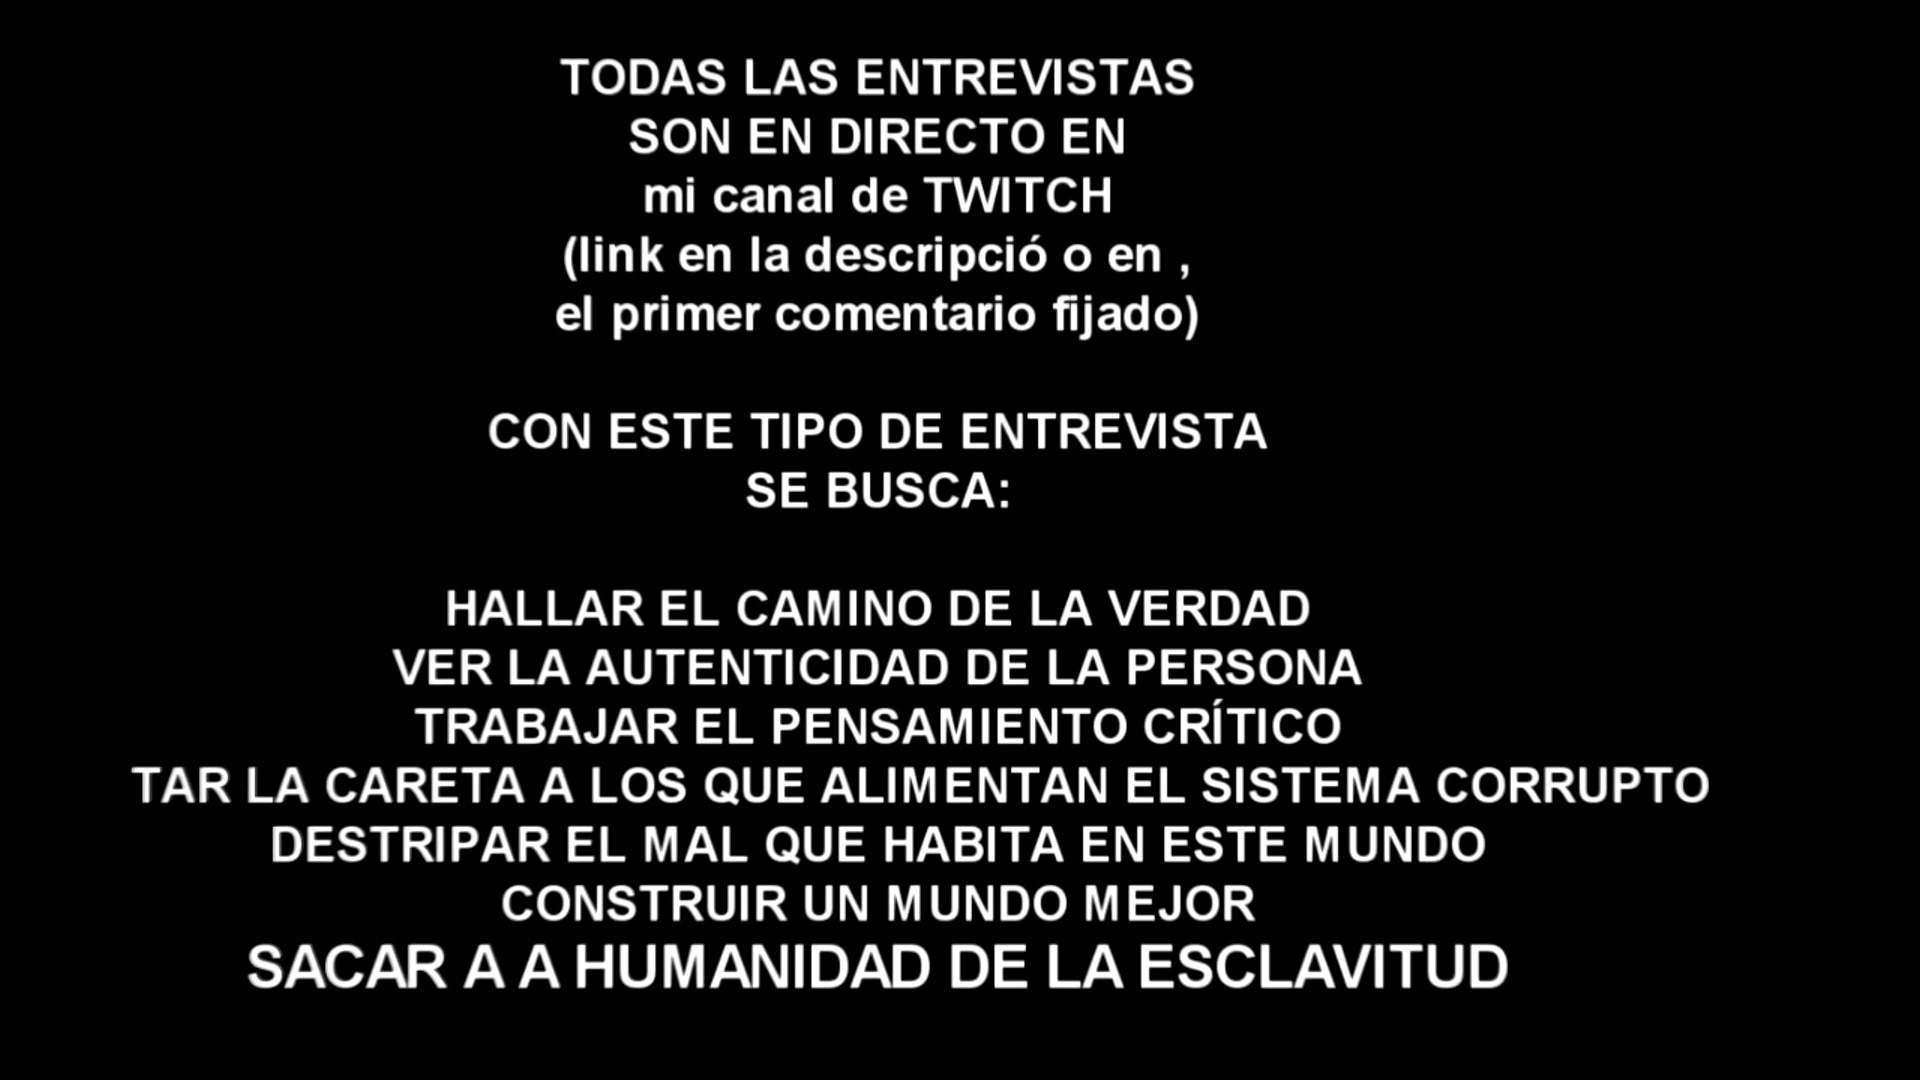 TODAS LAS ENTREVISTAS
SON EN DIRECTO EN
mi canal de TWITCH
(link en la descripció o en ,
el primer comentario fijado)
CON ESTE TIPO DE ENTREVISTA
SE BUSCA:
HALLAR EL CAMINO DE LA VERDAD
VER LA AUTENTICIDAD DE LA PERSONA
TRABAJAR EL PENSAMIENTO CRÍTICO
TAR LA CARETA A LOS QUE ALIMENTAN EL SISTEMA CORRUPTO
DESTRIPAR EL MAL QUE HABITA EN ESTE MUNDO
CONSTRUIR UN MUNDO MEJOR
SACAR A A HUMANIDAD DE LA ESCLAVITUD